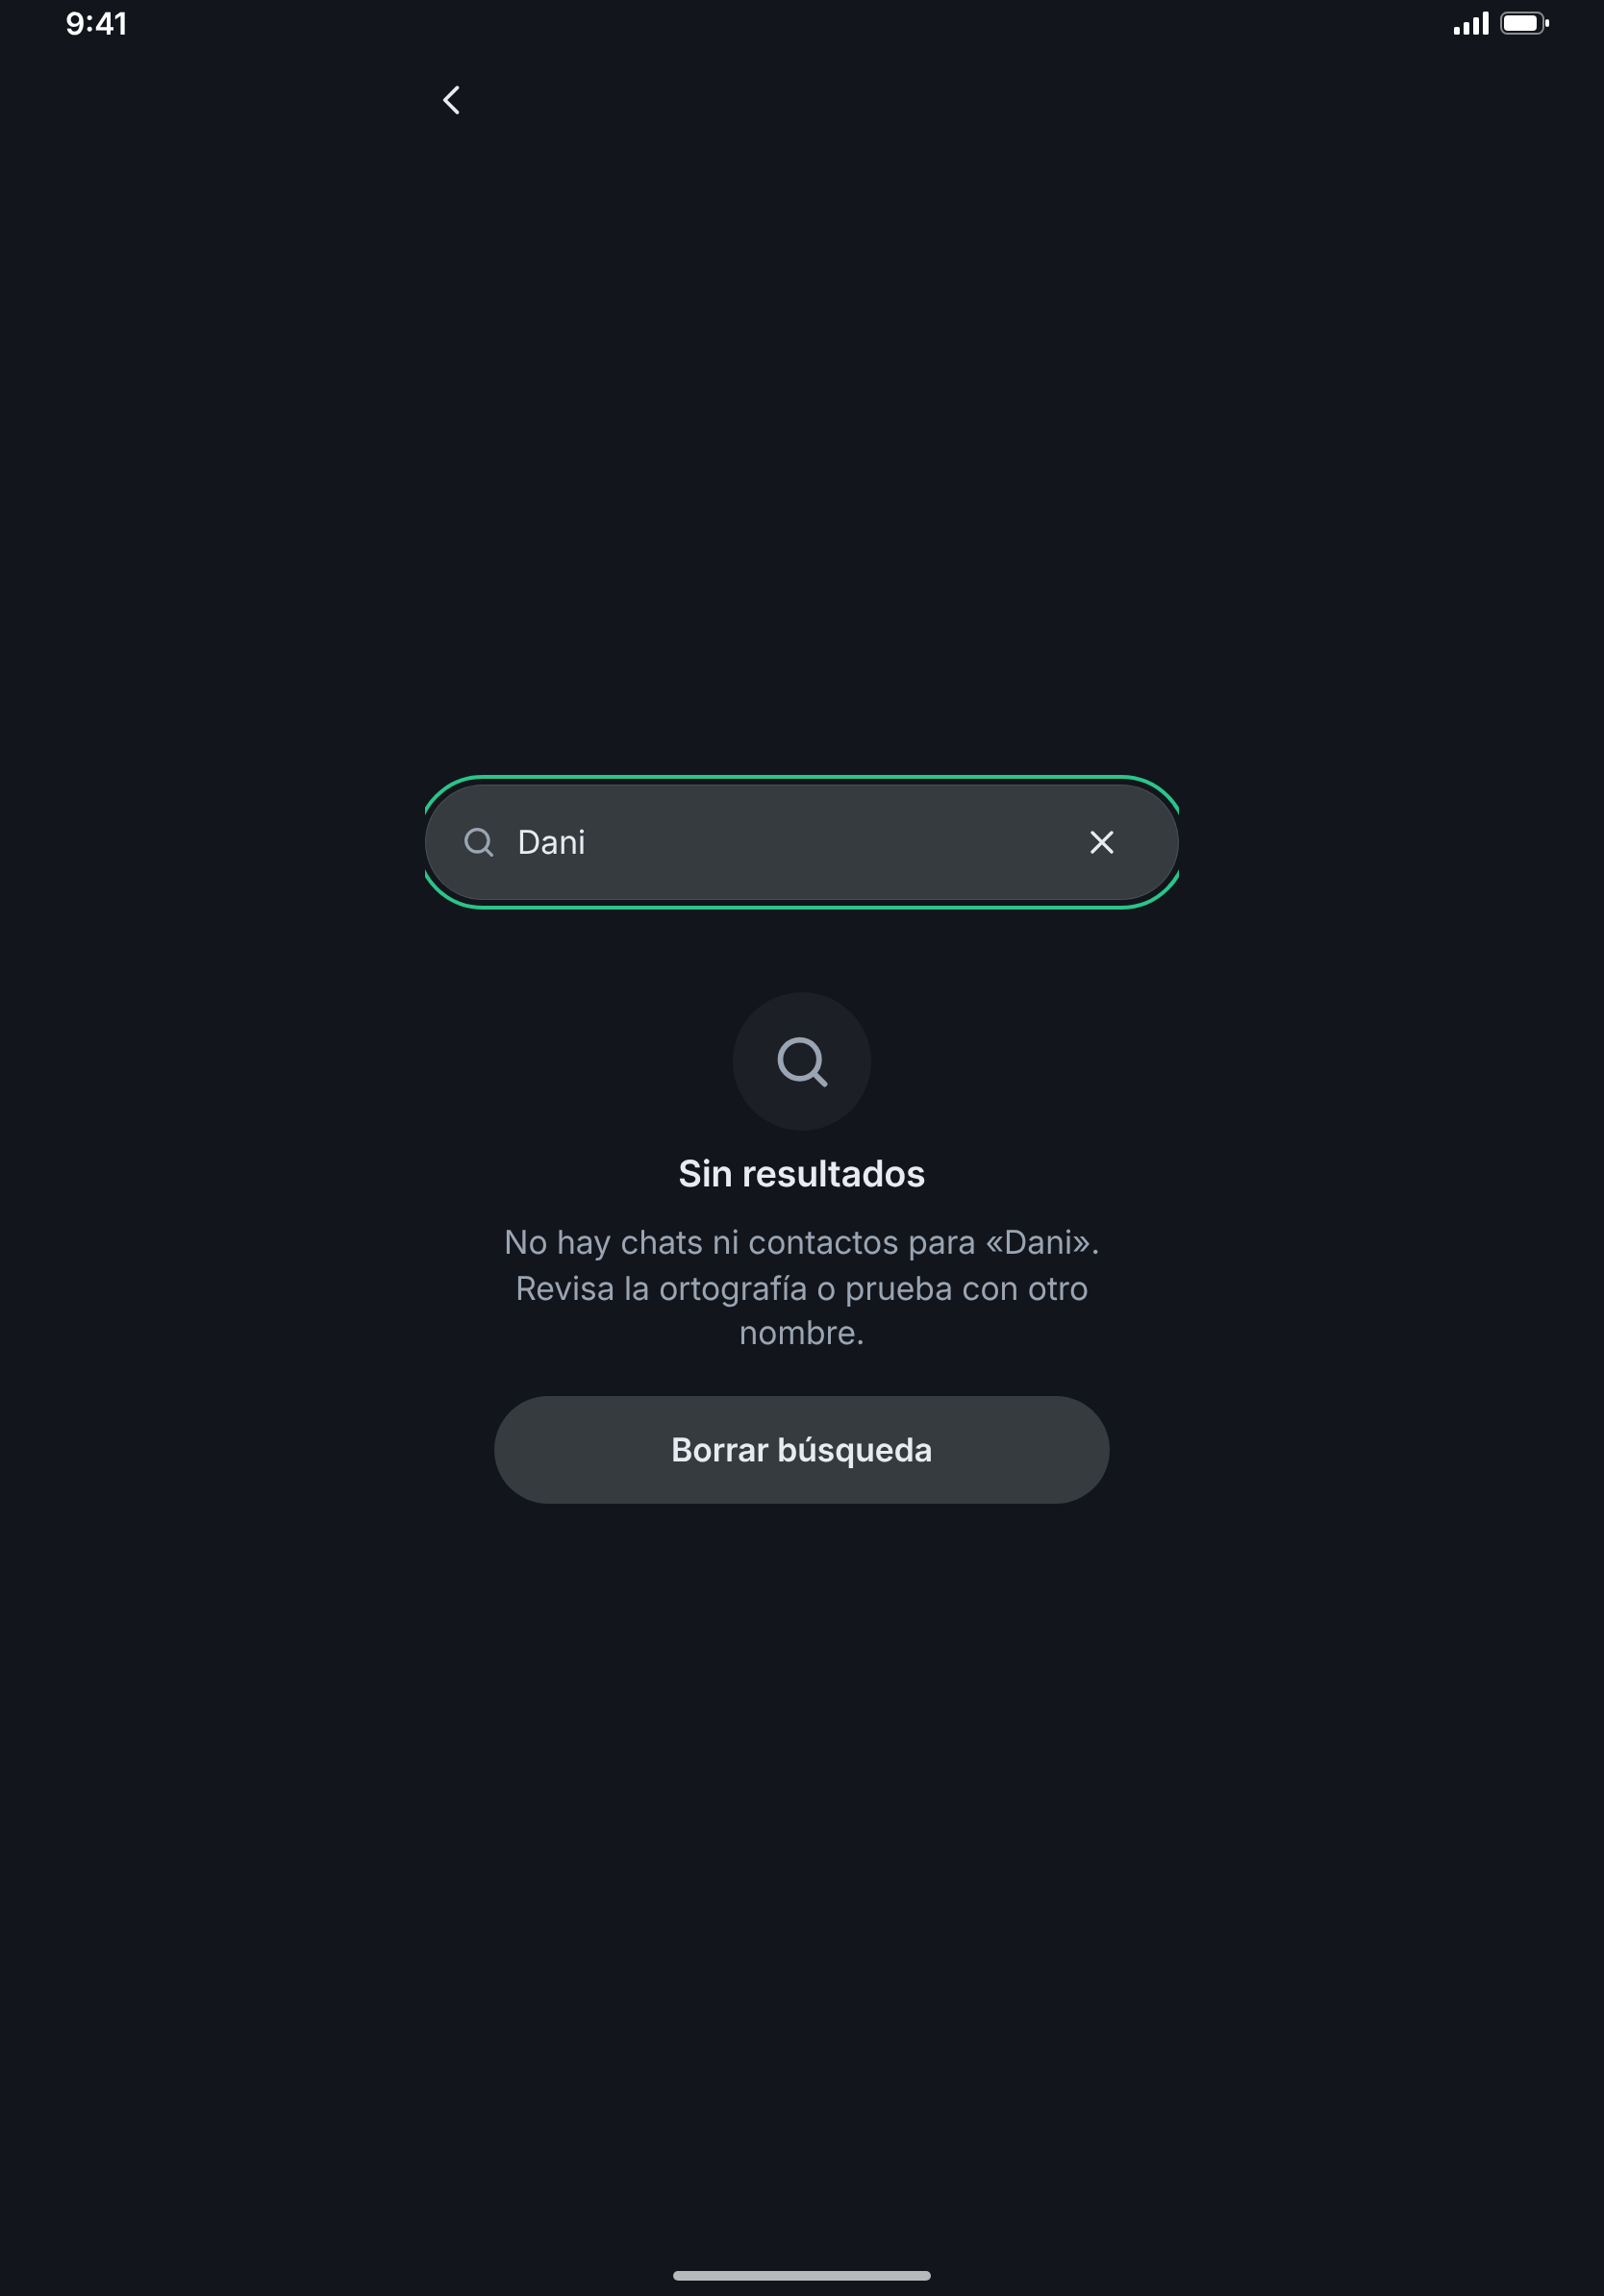 9:41
Dani
Sin resultados
No hay chats ni contactos para «Dani».
Revisa la ortografía o prueba con otro
nombre.
Borrar búsqueda